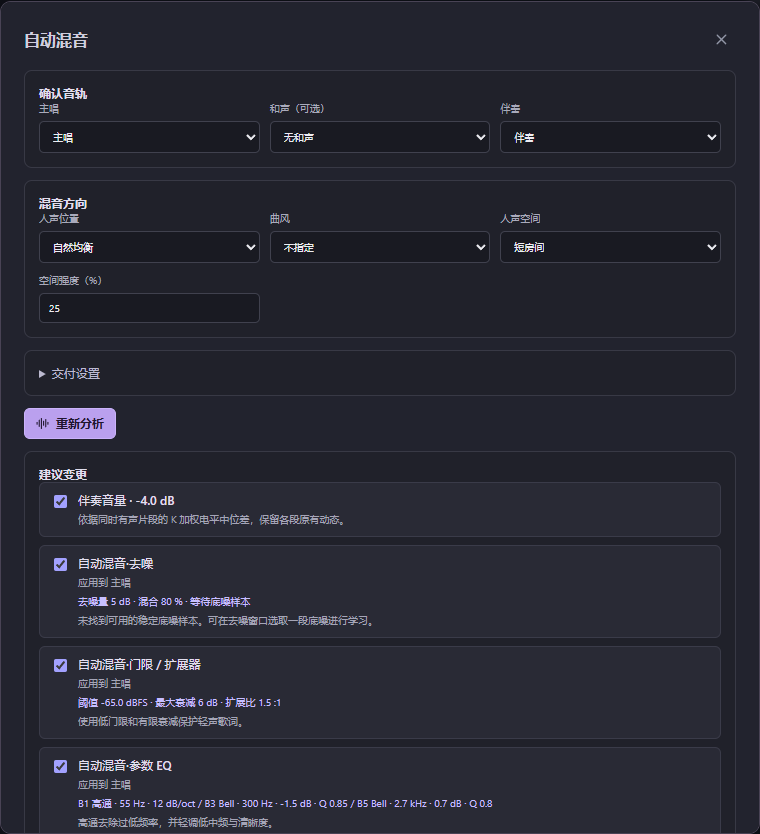 自动混音
确认音轨
主唱 和声（可选） 伴奏
主唱 无和声 伴奏
混音方向
人声位置 曲风 人声空间
自然均衡 不指定 短房间
空间强度（%）
25
交付设置
重新分析
建议变更
伴奏音量 · -4.0 dB
依据同时有声片段的 K 加权电平中位差，保留各段原有动态。
自动混音·去噪
应用到 主唱
去噪量 5 dB · 混合 80 % · 等待底噪样本
未找到可用的稳定底噪样本。可在去噪窗口选取一段底噪进行学习。
自动混音·门限 / 扩展器
应用到 主唱
阈值 -65.0 dBFS · 最大衰减 6 dB · 扩展比 1.5 :1
使用低门限和有限衰减保护轻声歌词。
自动混音·参数 EQ
应用到 主唱
B1 高通 · 55 Hz · 12 dB/oct / B3 Bell · 300 Hz · -1.5 dB · Q 0.85 / B5 Bell · 2.7 kHz · 0.7 dB · Q 0.8
高通去除过低频率，并轻调低中频与清晰度。